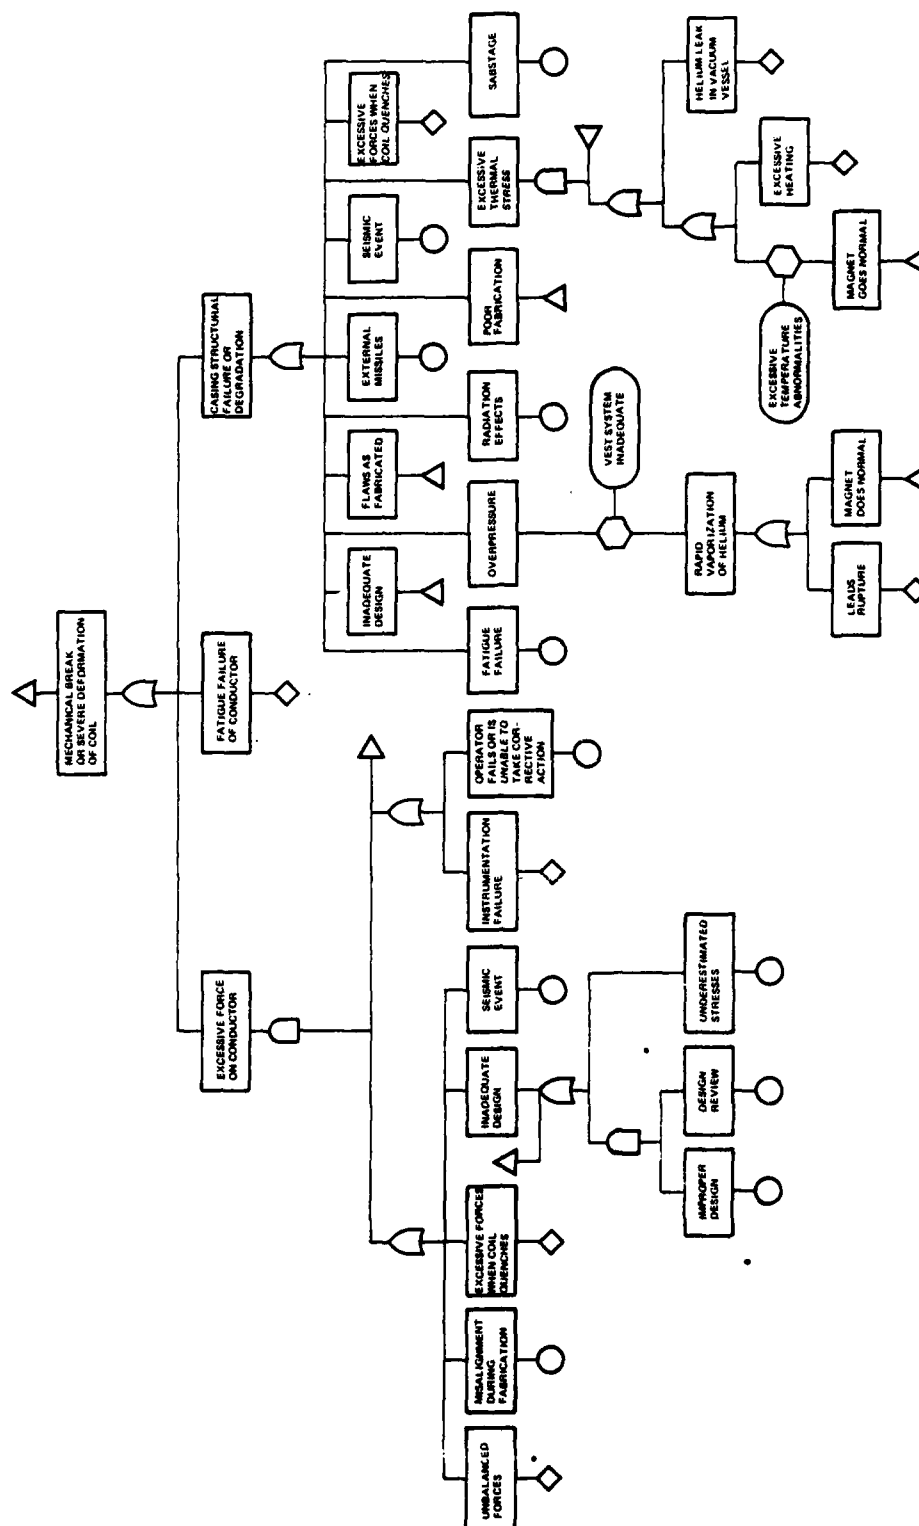 MECHANICAL BREAK
OR SEVERE DEFORMATION
OF COIL
EXCESSIVE FORCE
ON CONDUCTOR
FATIGUE FAILURE
OF CONDUCTOR
CASING STRUCTURAL
FAILURE OR
DEGRADATION
INADEQUATE
DESIGN
FLAWS AS
FABRICATED
EXTERNAL
MISSILES
SEISMIC
EVENT
EXCESSIVE
FORCES WHEN
COIL QUENCHES
UNBALANCED
FORCES
MISALIGNMENT
DURING
FABRICATION
EXCESSIVE FORCES
WHEN COIL
QUENCHES
INADEQUATE
DESIGN
SEISMIC
EVENT
INSTRUMENTATION
FAILURE
OPERATOR
FAILS OR IS
UNABLE TO
TAKE COR-
RECTIVE
ACTION
FATIGUE
FAILURE
OVERPRESSURE
RADIATION
EFFECTS
POOR
FABRICATION
EXCESSIVE
THERMAL
STRESS
SABSTAGE
VEST SYSTEM
INADEQUATE
IMPROPER
DESIGN
DESIGN
REVIEW
UNDERESTIMATED
STRESSES
RAPID
VAPORIZATION
OF HELIUM
HELIUM LEAK
IN VACUUM
VESSEL
EXCESSIVE
HEATING
EXCESSIVE
TEMPERATURE
ABNORMALITIES
LEADS
RUPTURE
MAGNET
DOES NORMAL
MAGNET
GOES NORMAL